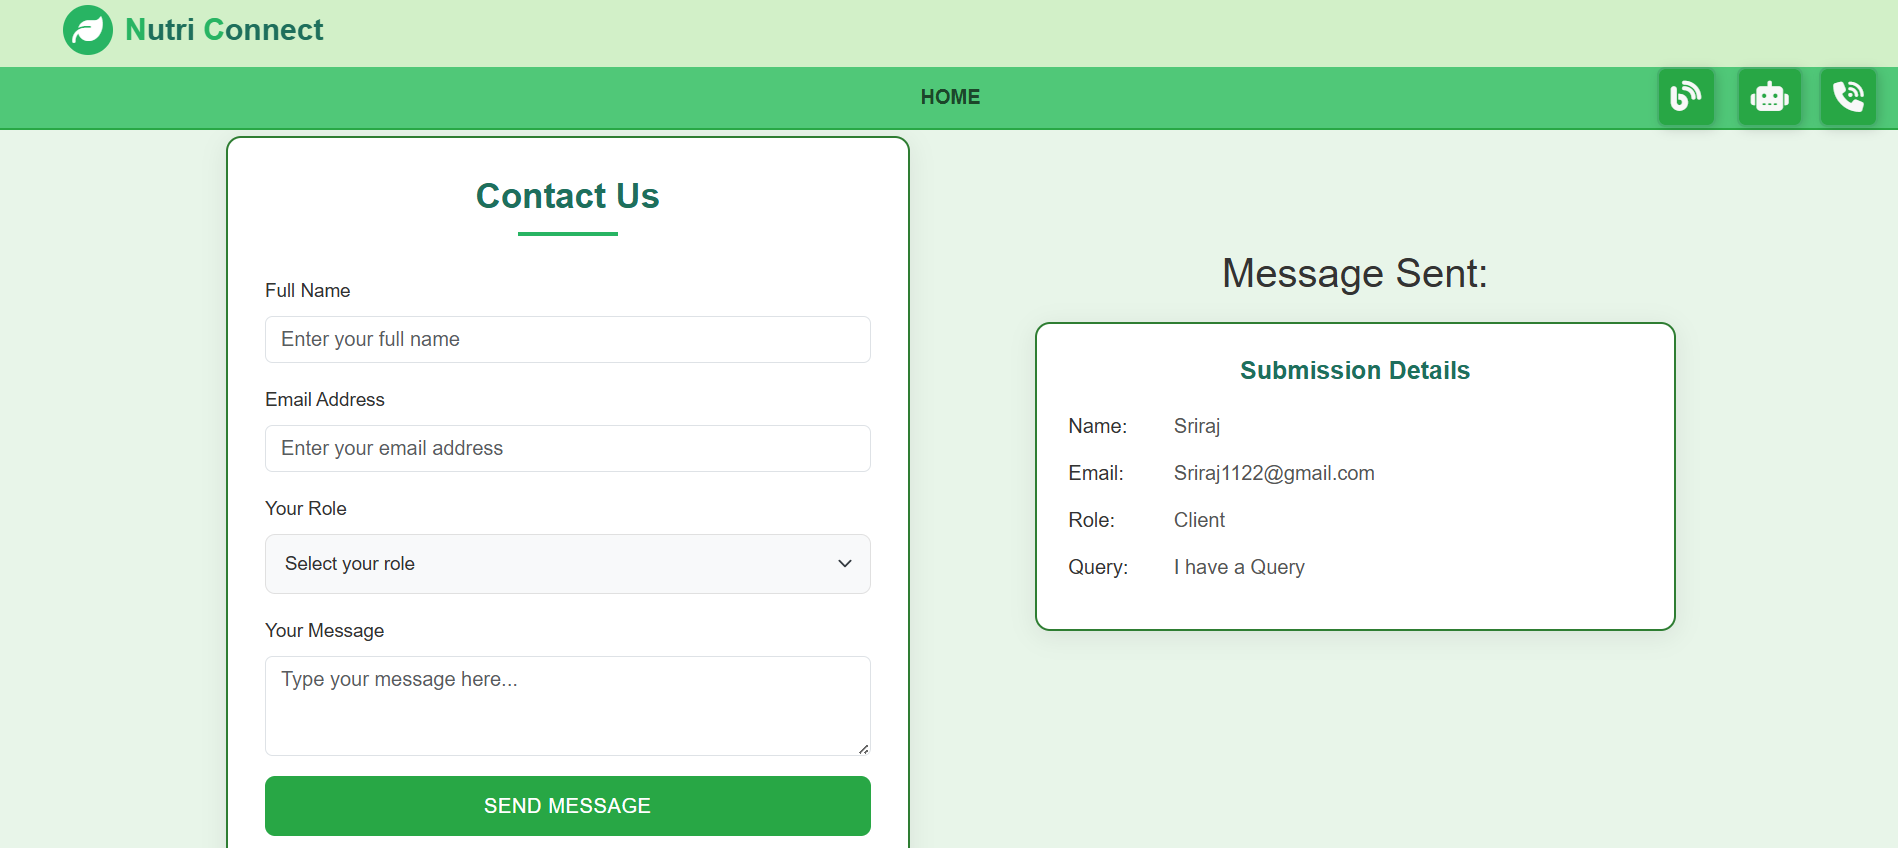 Nutri Connect
HOME
Contact Us
Full Name
Enter your full name
Email Address
Enter your email address
Your Role
Select your role
Your Message
Type your message here...
SEND MESSAGE
Message Sent:
Submission Details
Name: Sriraj
Email: Sriraj1122@gmail.com
Role: Client
Query: I have a Query